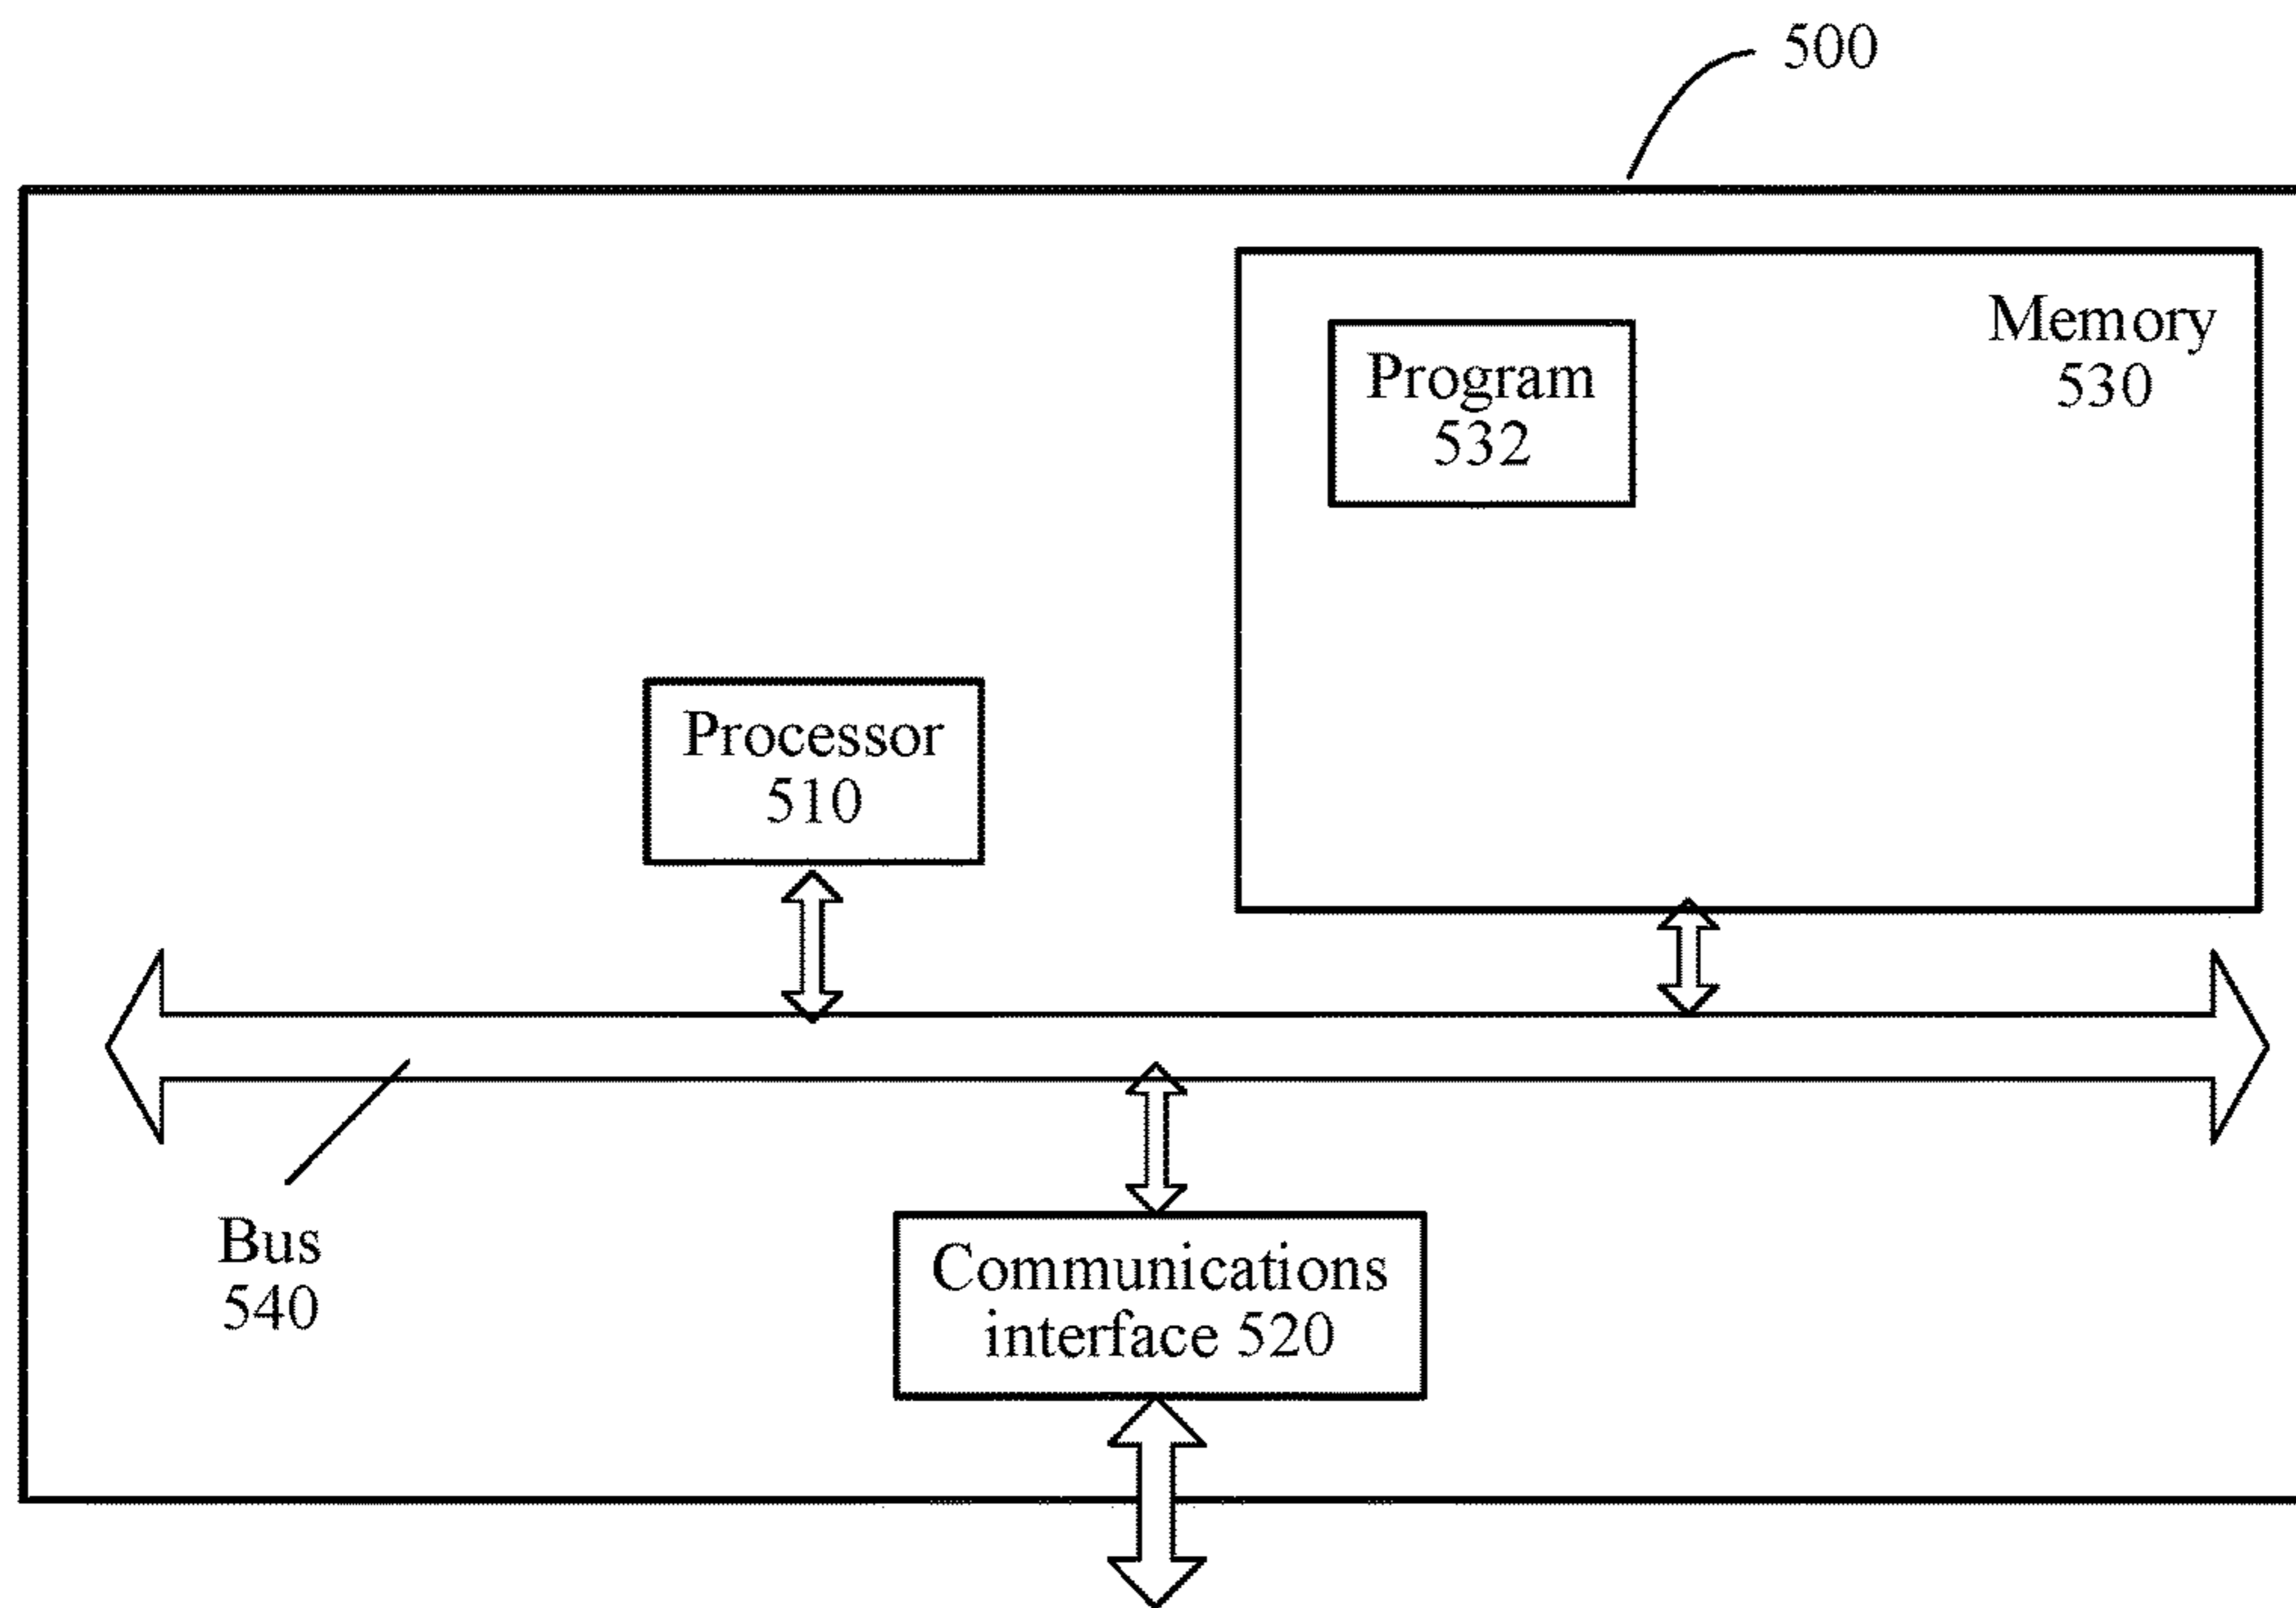 500
Memory
530
Program
532
Processor
510
Bus
540
Communications
interface 520